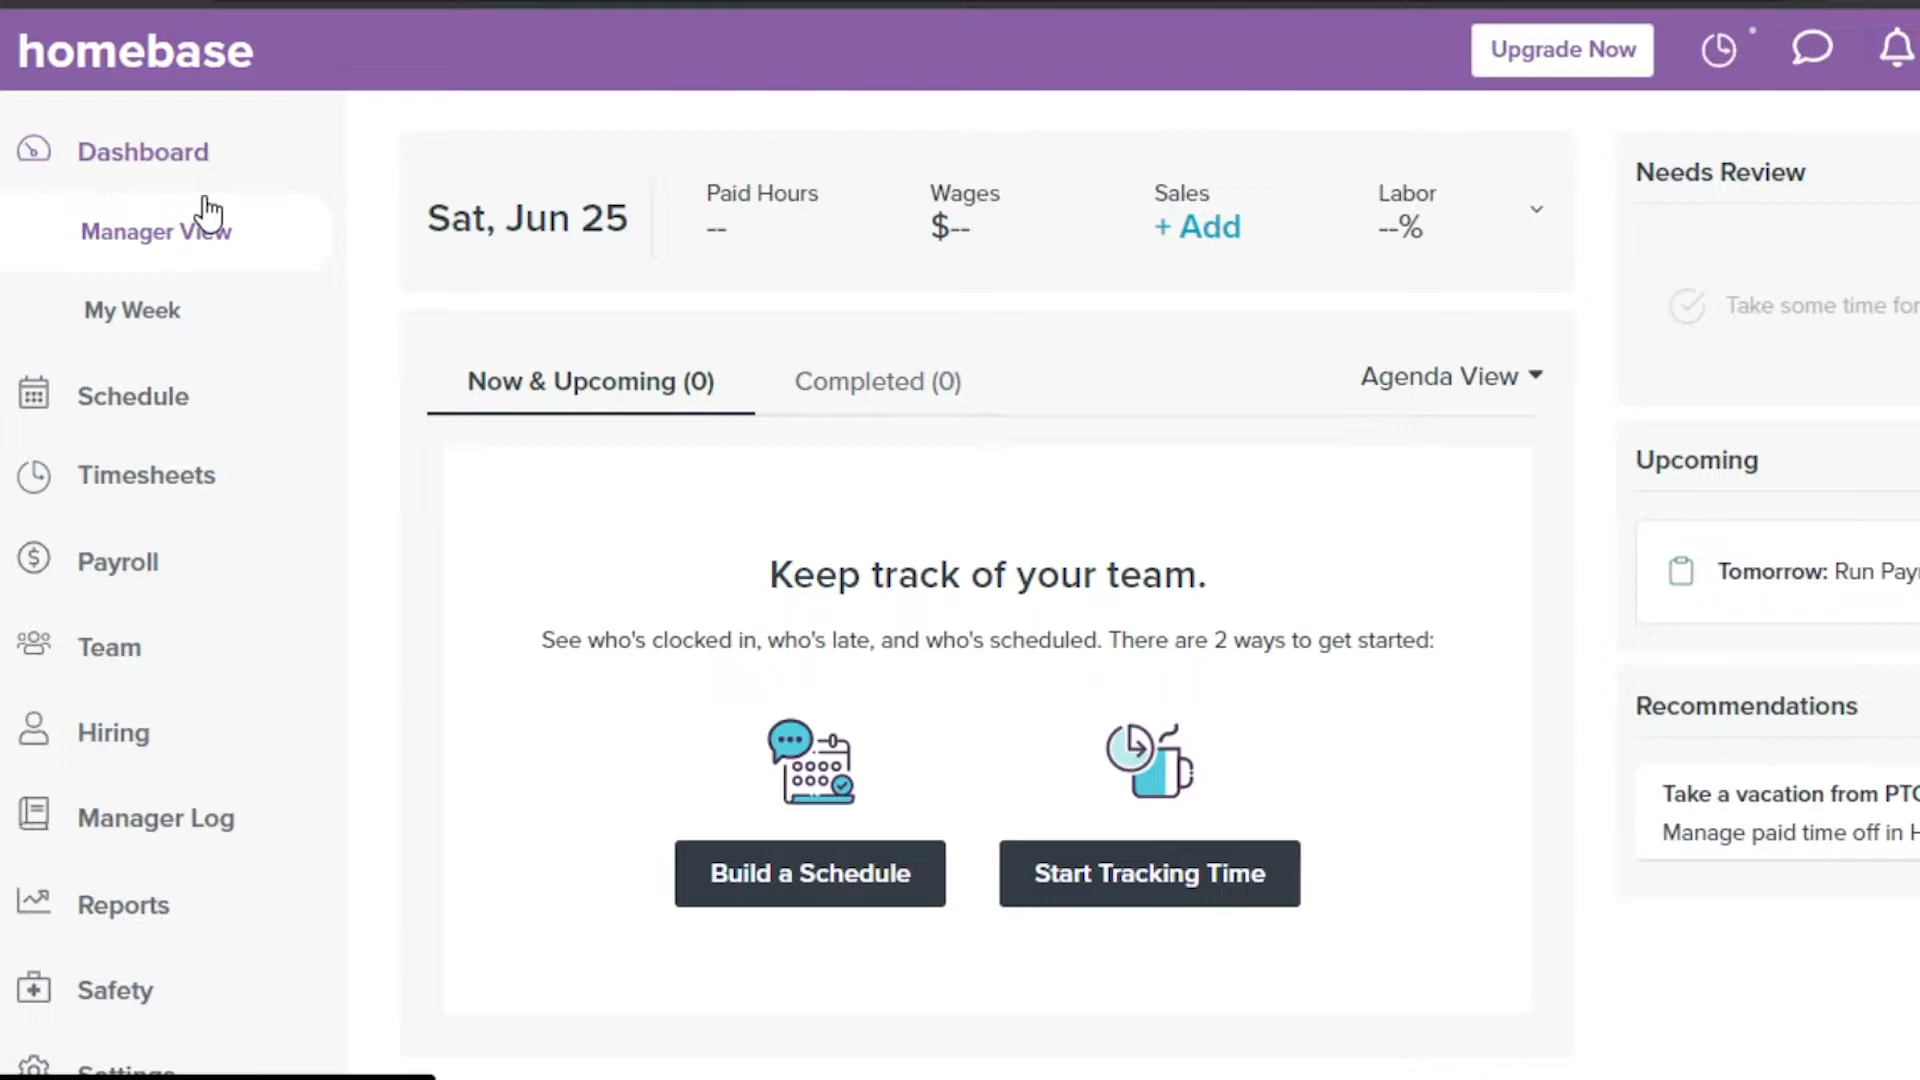 homebase
Upgrade Now
Dashboard
Manager View
My Week
Schedule
Timesheets
Payroll
Team
Hiring
Manager Log
Reports
Safety
Settings
Sat, Jun 25
Paid Hours
--
Wages
$--
Sales
+ Add
Labor
--%
Now & Upcoming (0)
Completed (0)
Agenda View
Keep track of your team.
See who's clocked in, who's late, and who's scheduled. There are 2 ways to get started:
Build a Schedule
Start Tracking Time
Needs Review
Take some time for
Upcoming
Tomorrow: Run Pay
Recommendations
Take a vacation from PTO
Manage paid time off in H